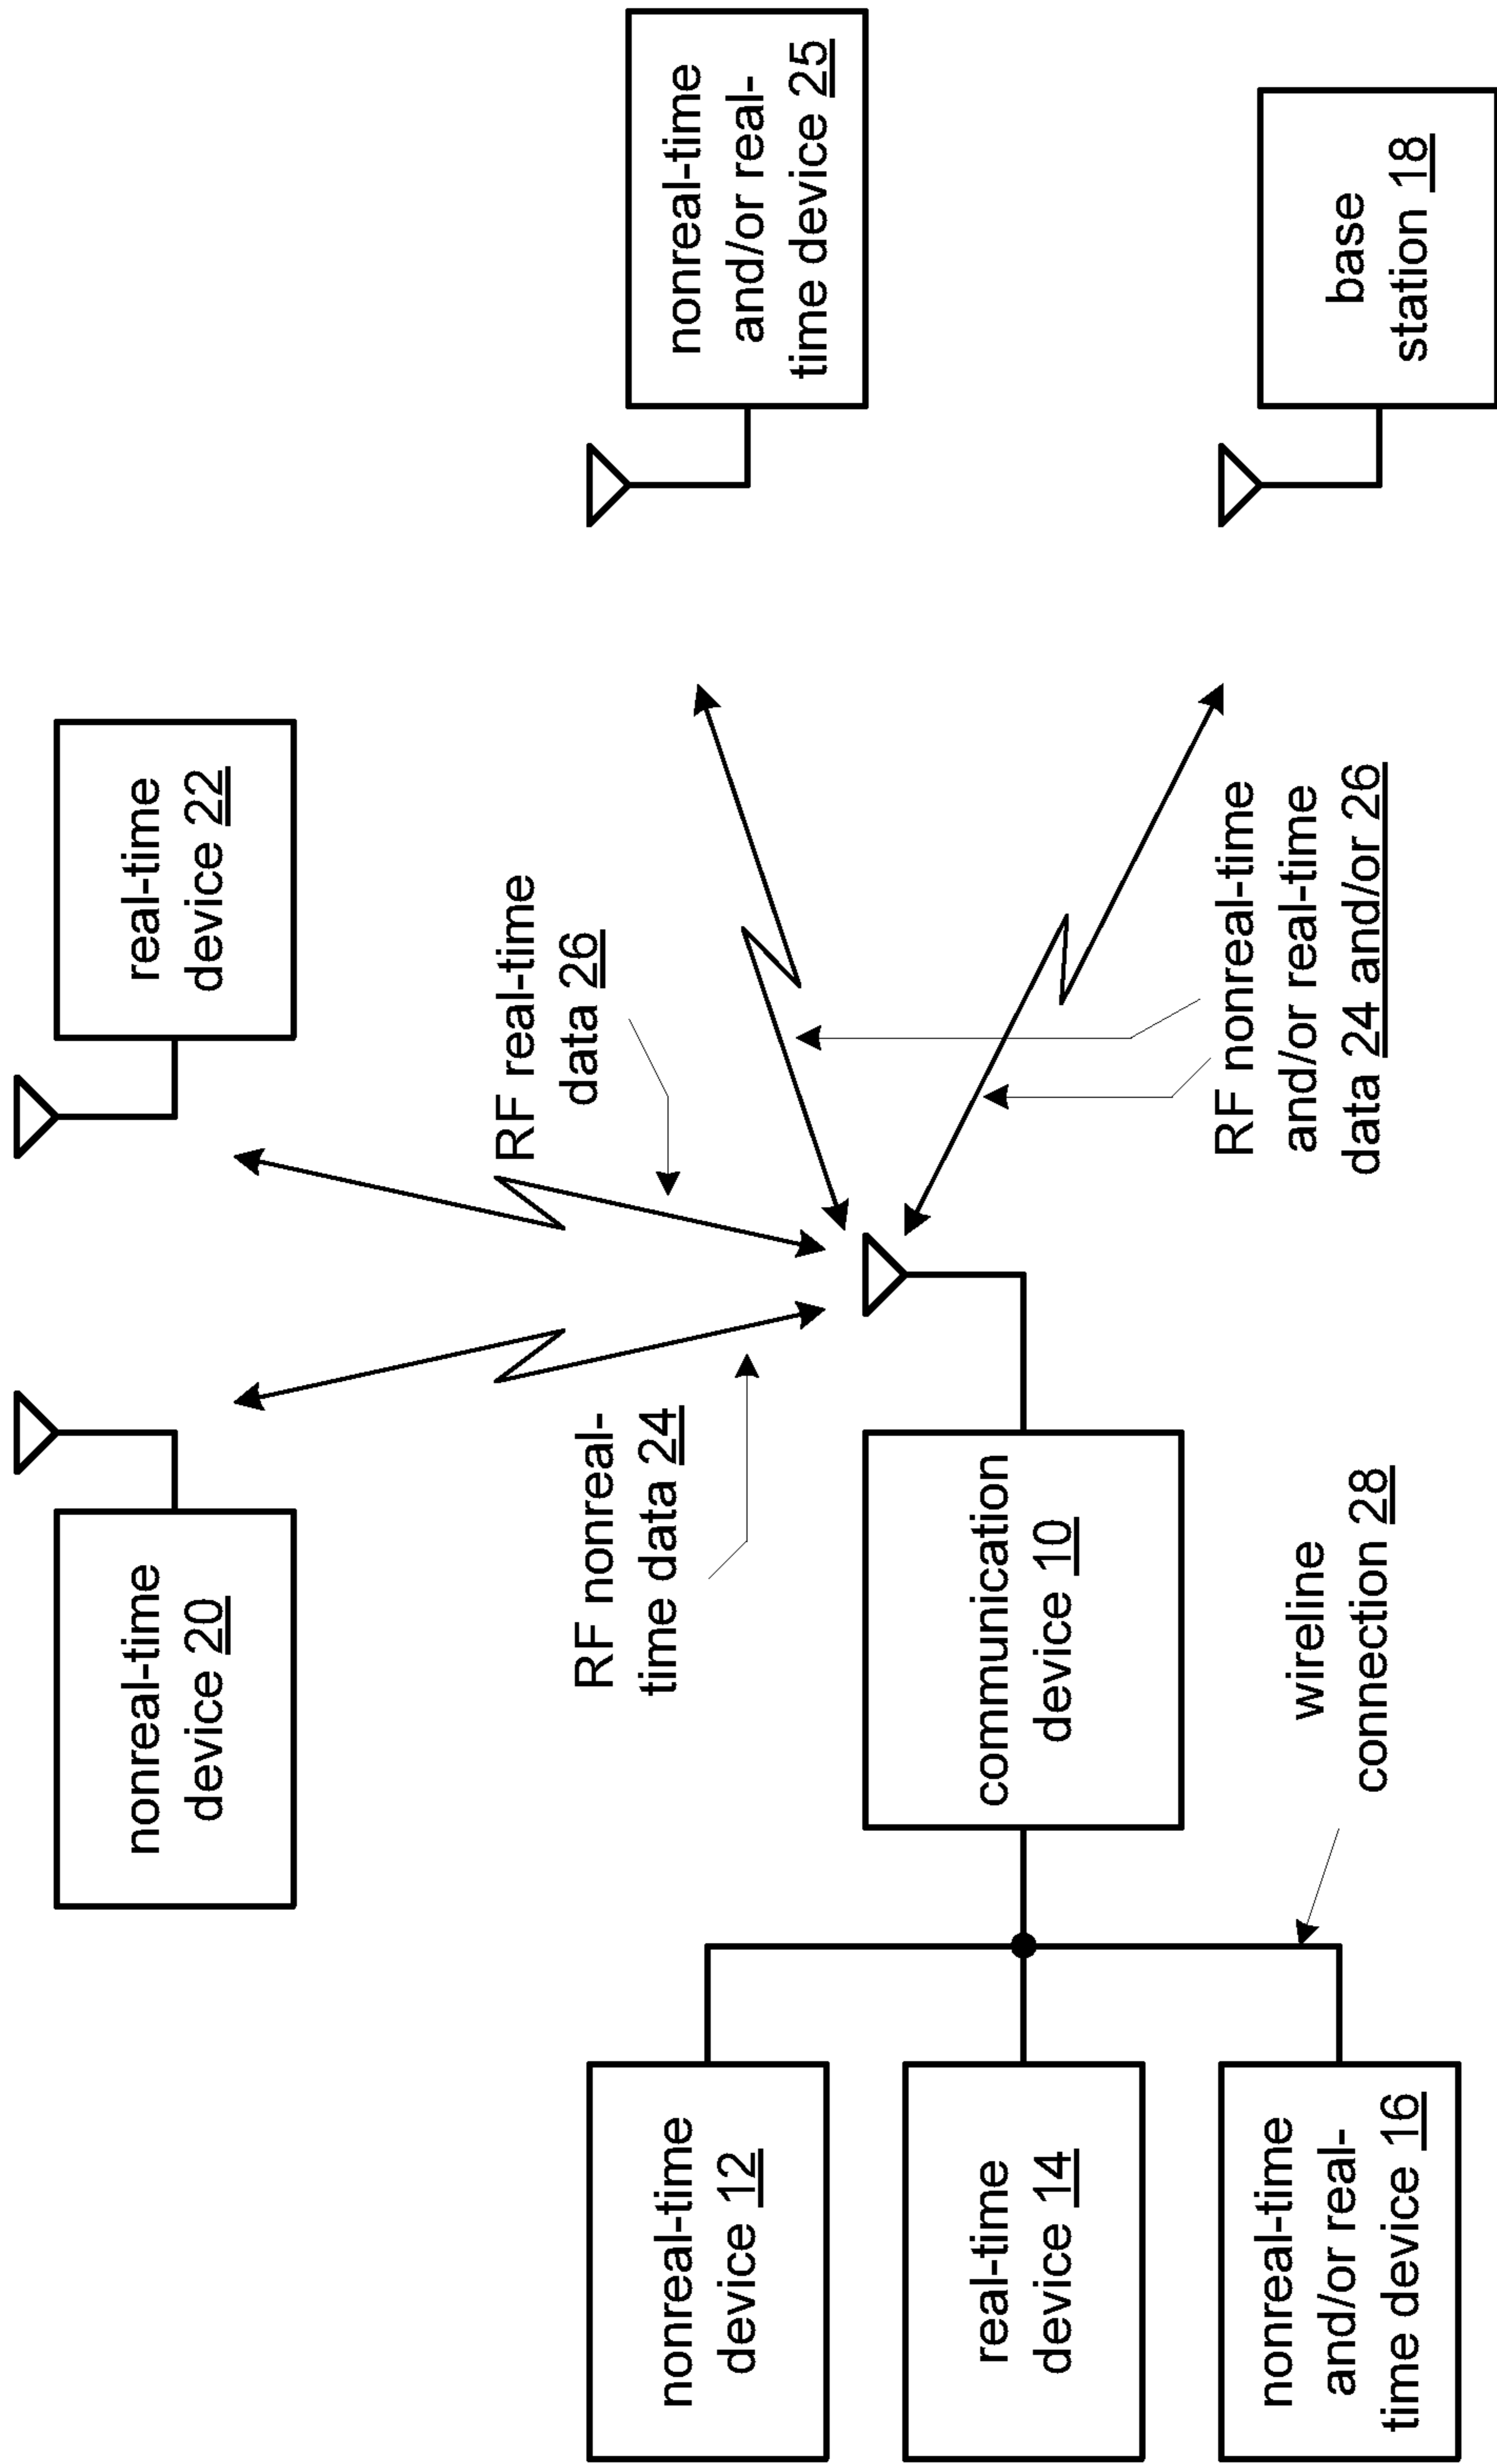 nonreal-time
device 20
real-time
device 22
RF nonreal-
time data 24
RF real-time
data 26
nonreal-time
and/or real-
time device 25
nonreal-time
device 12
real-time
device 14
nonreal-time
and/or real-
time device 16
communication
device 10
wireline
connection 28
RF nonreal-time
and/or real-time
data 24 and/or 26
base
station 18